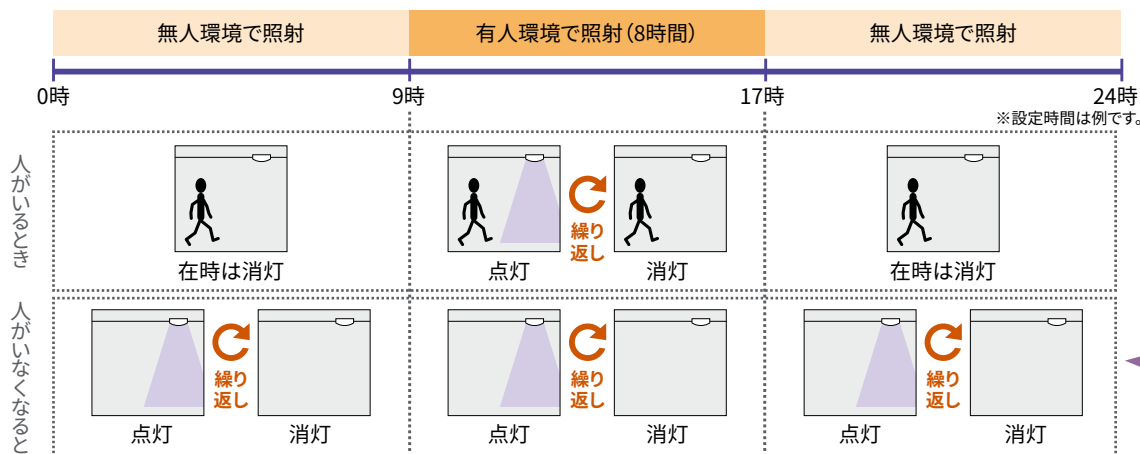 無人環境で照射
有人環境で照射(8時間)
無人環境で照射
0時
9時
17時
24時
※設定時間は例です。
人がいるとき
在時は消灯
点灯
繰り
返し
消灯
在時は消灯
人がいなくなると
点灯
繰り
返し
消灯
点灯
繰り
返し
消灯
点灯
繰り
返し
消灯